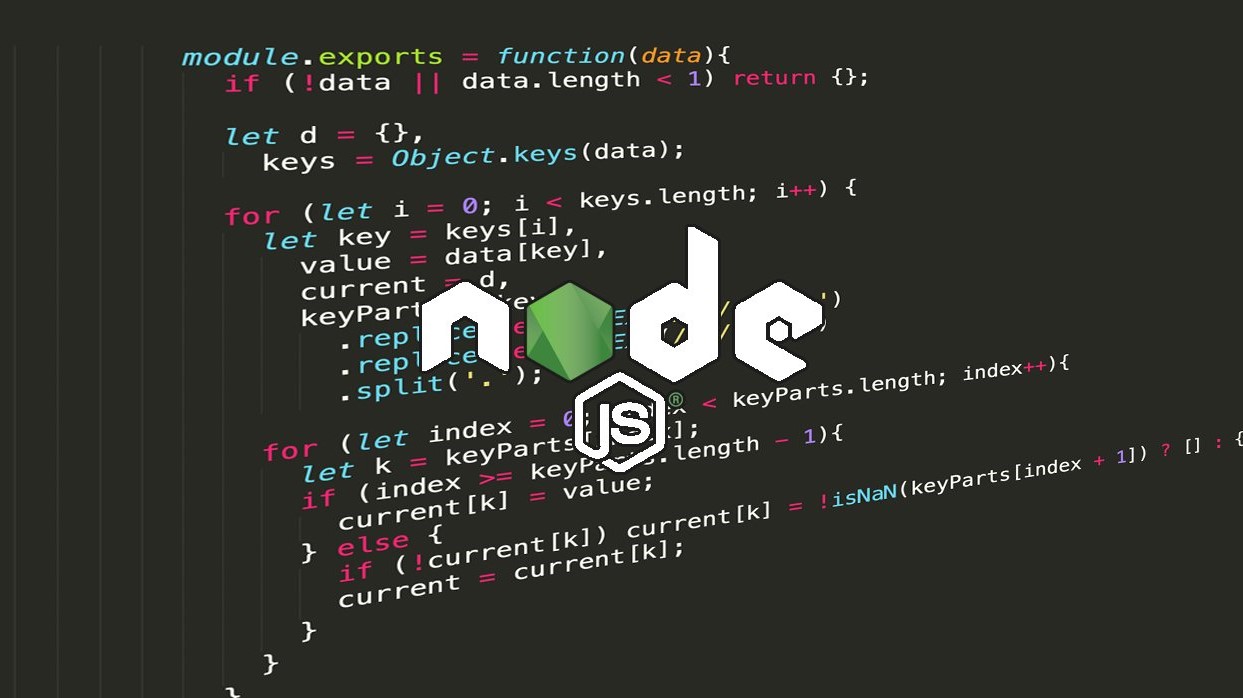 module.exports = function(data){
if (!data || data.length < 1) return {};
let d = {},
keys = Object.keys(data);
for (let i = 0; i < keys.length; i++) {
let key = keys[i],
value = data[key],
current = d,
keyPart
.repl
.repl
.split('.');
for (let index = 0; < keyParts.length; index++){
let k = keyParts];
if (index >= keyParts.length - 1){
current[k] = value;
} else {
if (!current[k]) current[k] = !isNaN(keyParts[index + 1]) ? [] : {
current = current[k];
}
}
}
node
JS®